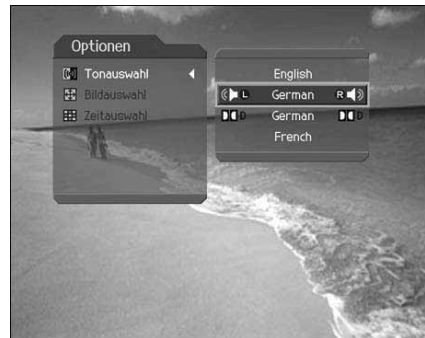 Optionen
Tonauswahl
Bildauswahl
Zeitauswahl
English
L German R
D German D
French